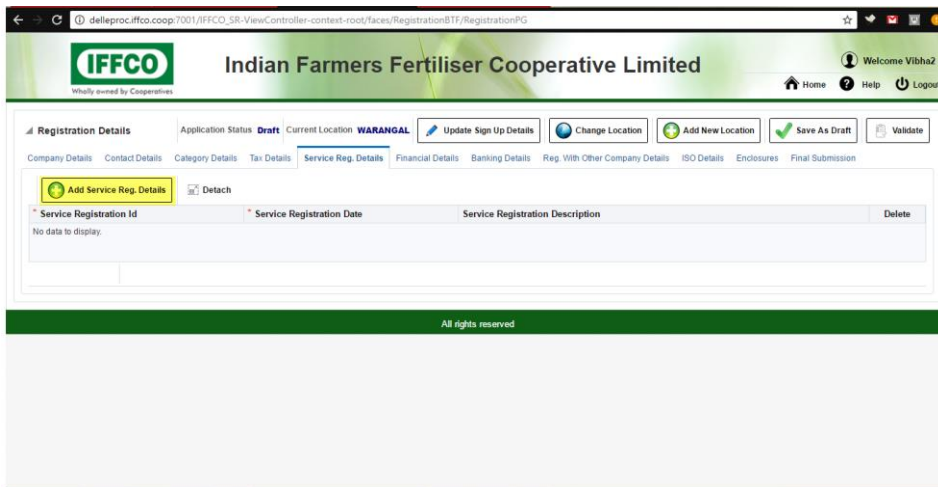 delleproc.iffco.coop:7001/IFFCO_SR-ViewController-context-root/faces/RegistrationBTF/RegistrationPG
IFFCO
Wholly owned by Cooperatives
Indian Farmers Fertiliser Cooperative Limited
Welcome Vibha2
Home Help Logout
Registration Details Application Status Draft Current Location WARANGAL Update Sign Up Details Change Location Add New Location Save As Draft Validate
Company Details Contact Details Category Details Tax Details Service Reg. Details Financial Details Banking Details Reg. With Other Company Details ISO Details Enclosures Final Submission
Add Service Reg. Details Detach
* Service Registration Id * Service Registration Date Service Registration Description Delete
No data to display.
All rights reserved